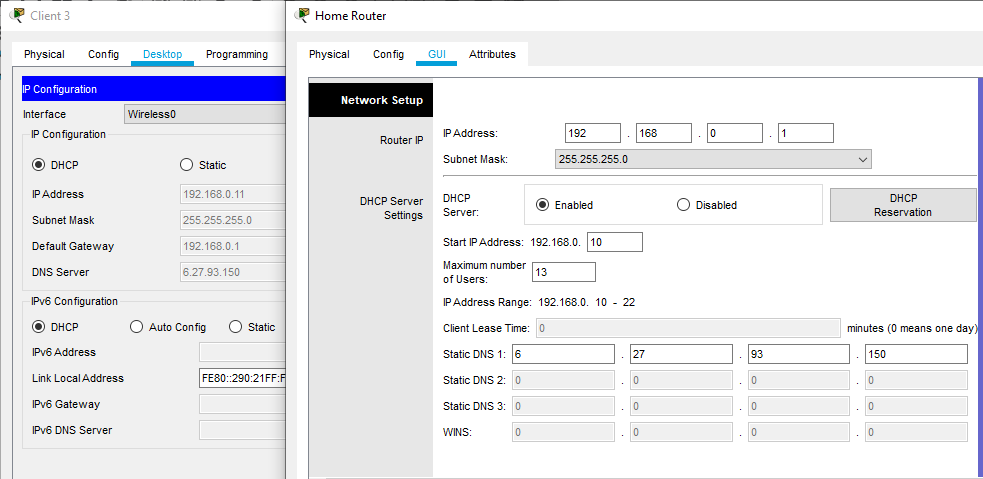 Client 3
Physical Config Desktop Programming
IP Configuration
Interface Wireless0
IP Configuration
DHCP Static
IP Address 192.168.0.11
Subnet Mask 255.255.255.0
Default Gateway 192.168.0.1
DNS Server 6.27.93.150
IPv6 Configuration
DHCP Auto Config Static
IPv6 Address
Link Local Address FE80::290:21FF:F
IPv6 Gateway
IPv6 DNS Server
Home Router
Physical Config GUI Attributes
Network Setup
Router IP
IP Address: 192 . 168 . 0 . 1
Subnet Mask: 255.255.255.0
DHCP Server
Settings
DHCP
Server:
Enabled Disabled
DHCP
Reservation
Start IP Address: 192.168.0. 10
Maximum number
of Users:
13
IP Address Range: 192.168.0. 10 - 22
Client Lease Time: 0 minutes (0 means one day)
Static DNS 1: 6 . 27 . 93 . 150
Static DNS 2: 0 . 0 . 0 . 0
Static DNS 3: 0 . 0 . 0 . 0
WINS: 0 . 0 . 0 . 0